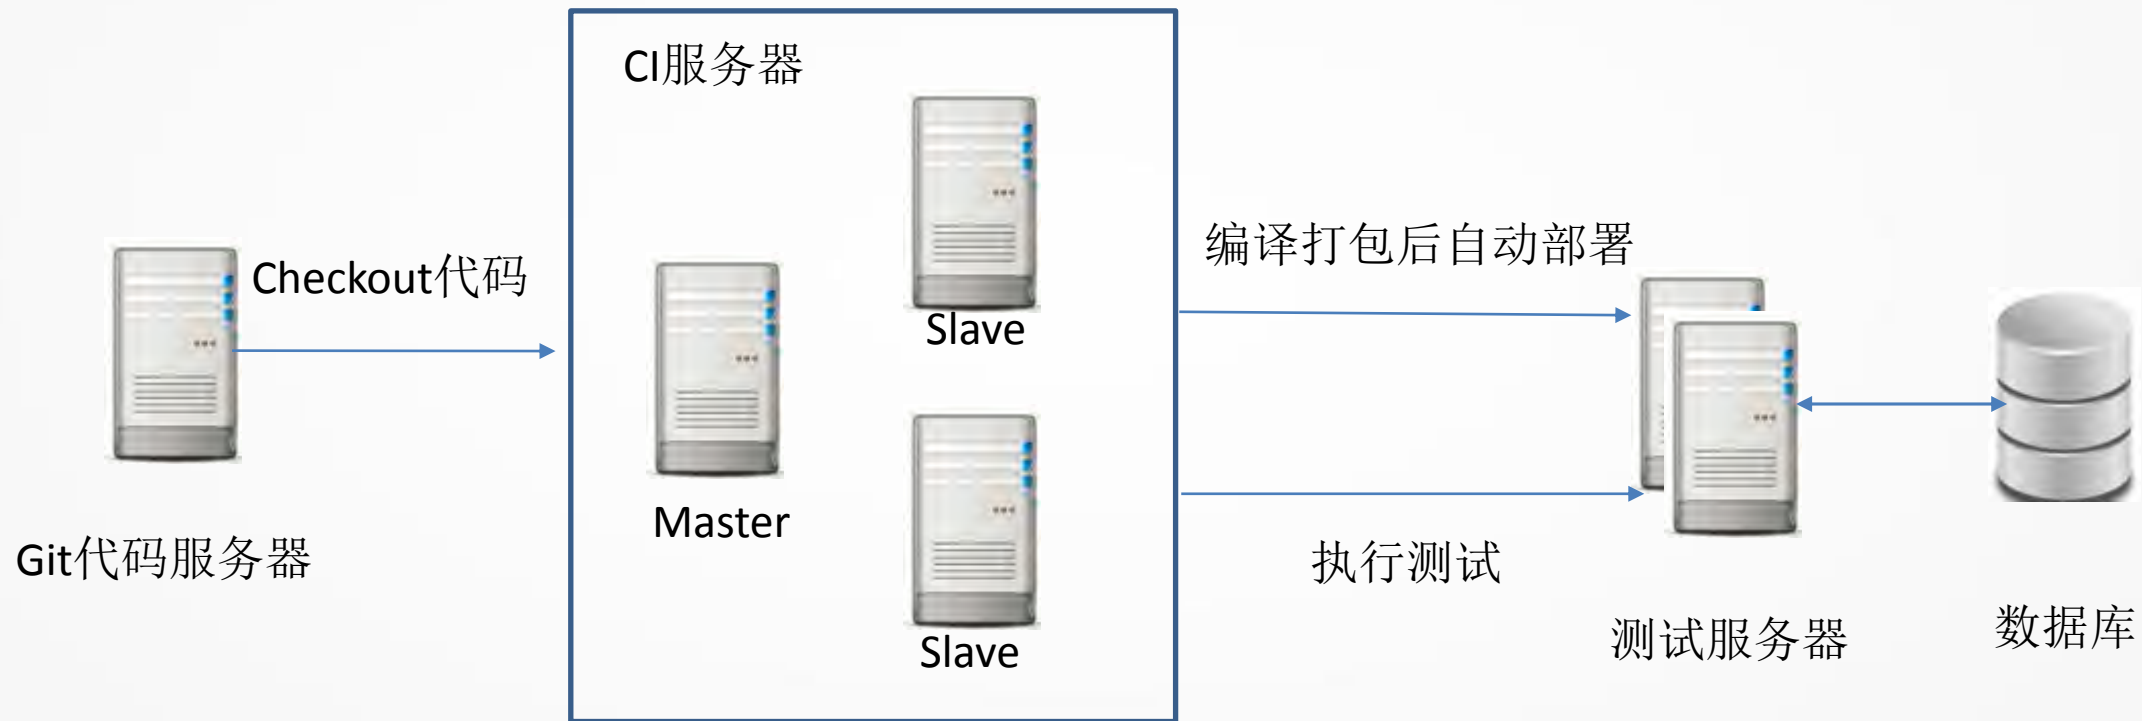 CI服务器
Checkout代码
编译打包后自动部署
Slave
Master
Git代码服务器
执行测试
Slave
测试服务器
数据库